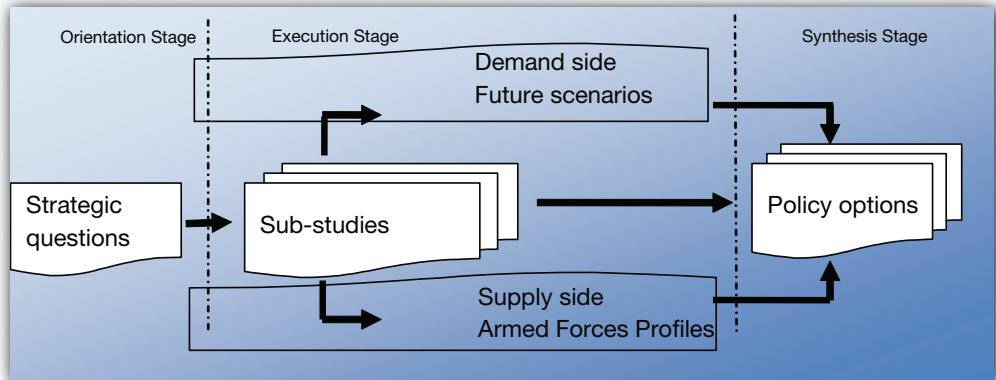 Orientation Stage
Execution Stage
Synthesis Stage
Demand side
Future scenarios
Strategic
questions
Sub-studies
Policy options
Supply side
Armed Forces Profiles